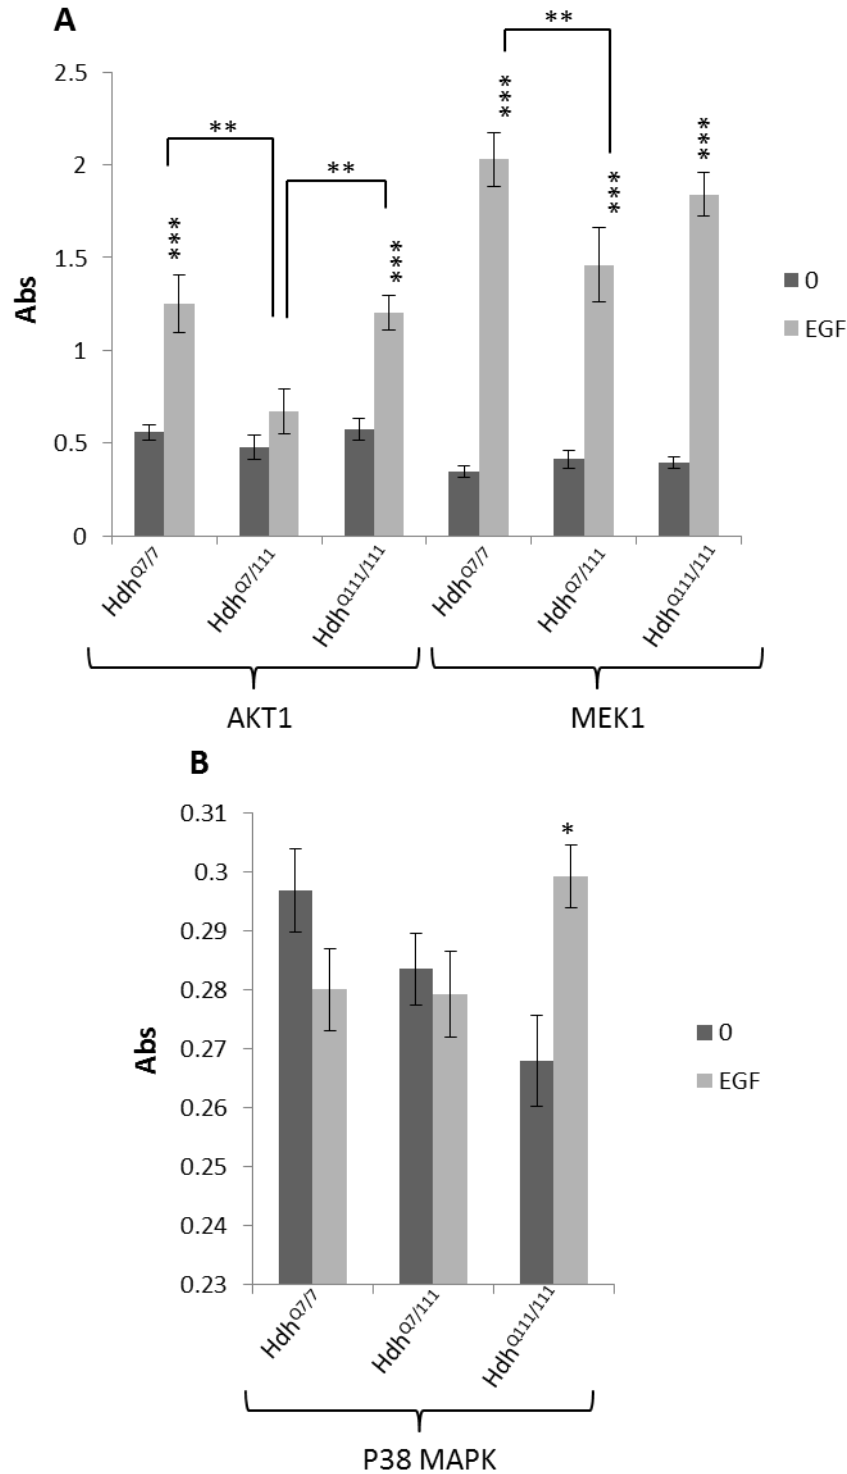 A
**
2.5
***
**
***
2
**
***
***
1.5
***
Abs
0
EGF
1
0.5
0
HdhQ7/7
HdhQ7/111
HdhQ111/111
HdhQ7/7
HdhQ7/111
HdhQ111/111
AKT1
MEK1
B
0.31
*
0.3
0.29
0.28
Abs
0
0.27
EGF
0.26
0.25
0.24
0.23
HdhQ7/7
HdhQ7/111
HdhQ111/111
P38 MAPK